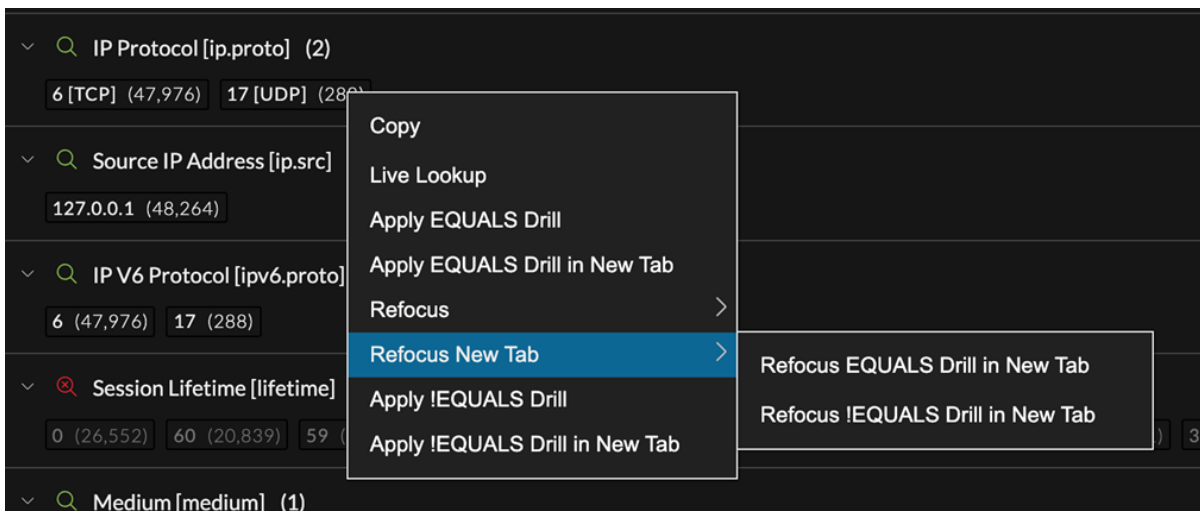 IP Protocol [ip.proto] (2)
6 [TCP] (47,976) 17 [UDP] (288)
Copy
Source IP Address [ip.src]
Live Lookup
127.0.0.1 (48,264)
Apply EQUALS Drill
Apply EQUALS Drill in New Tab
IP V6 Protocol [ipv6.proto]
Refocus
6 (47,976) 17 (288)
Refocus New Tab
Refocus EQUALS Drill in New Tab
Session Lifetime [lifetime]
Apply !EQUALS Drill
Refocus !EQUALS Drill in New Tab
0 (26,552) 60 (20,839) 59 (
) 3
Apply !EQUALS Drill in New Tab
Medium [medium] (1)